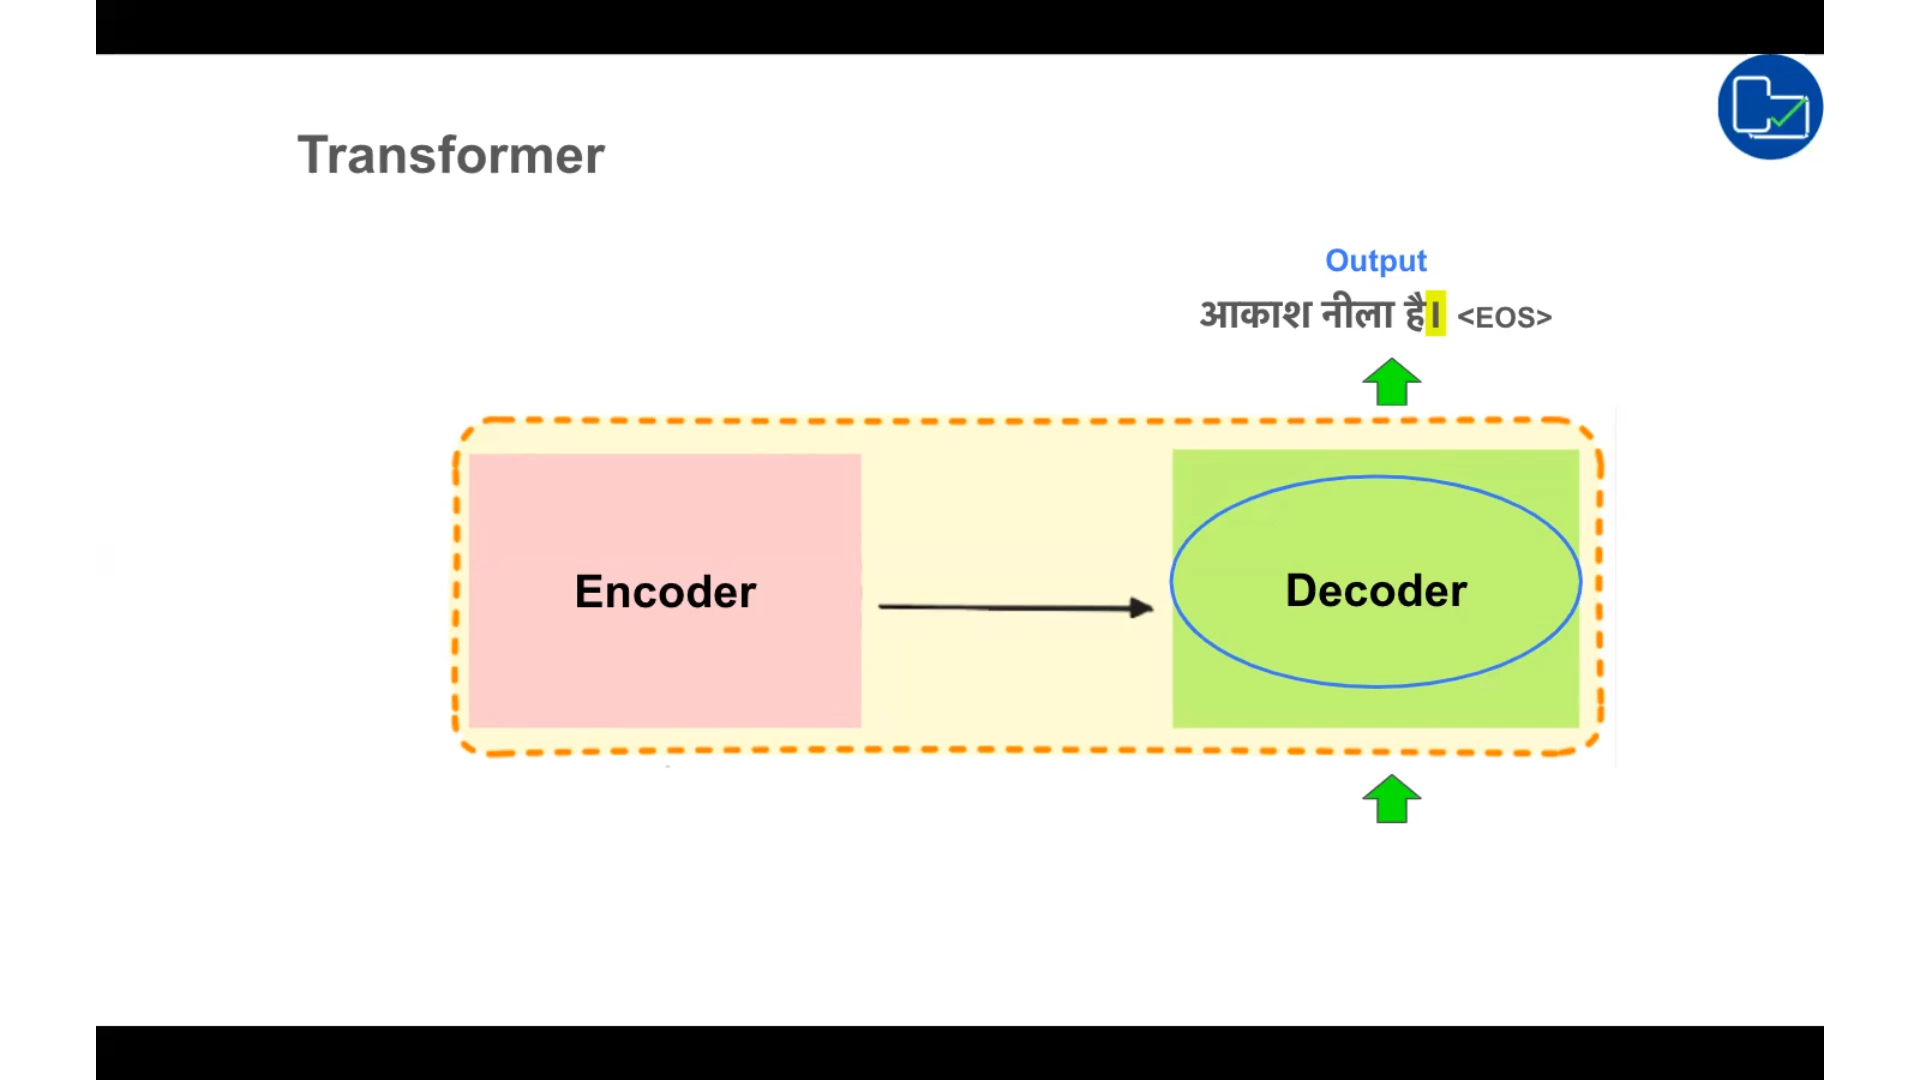 Transformer
Output
आकाश नीला है। <EOS>
Encoder
Decoder